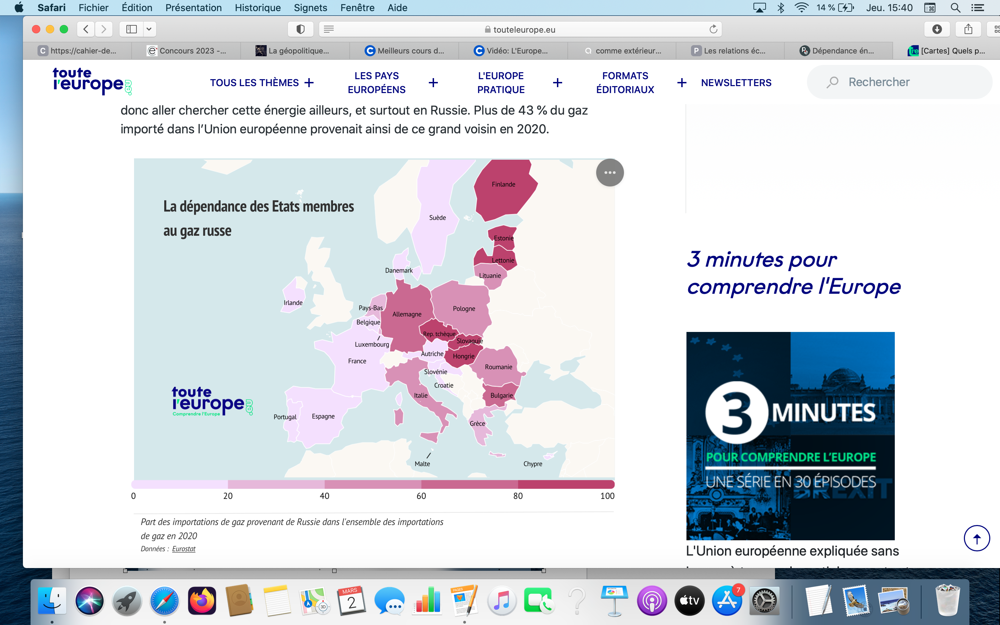 Safari Fichier Édition Présentation Historique Signets Fenêtre Aide 14 % Jeu. 15:40
touteleurope.eu
C https://cahier-de...
Concours 2023 -...
La géopolitique...
Meilleurs cours d...
Vidéo: L'Europe...
comme extérieur...
P Les relations éc...
Dépendance én...
[Cartes] Quels p...
toute
l'europe.eu
TOUS LES THÈMES +
LES PAYS
EUROPÉENS +
L'EUROPE
PRATIQUE +
FORMATS
ÉDITORIAUX +
NEWSLETTERS
Rechercher
donc aller chercher cette énergie ailleurs, et surtout en Russie. Plus de 43 % du gaz
importé dans l’Union européenne provenait ainsi de ce grand voisin en 2020.
La dépendance des Etats membres
au gaz russe
Finlande
Suède
Estonie
Lettonie
Danemark
Lituanie
Irlande
Pays-Bas
Pologne
Allemagne
Belgique
Rep. tchèque
Slovaquie
Luxembourg
Autriche
Hongrie
France
Roumanie
Slovénie
Croatie
Italie
Bulgarie
Portugal
Espagne
Grèce
Malte
Chypre
toute
l'europe.eu
Comprendre l'Europe
0 20 40 60 80 100
Part des importations de gaz provenant de Russie dans l'ensemble des importations
de gaz en 2020
Données : Eurostat
3 minutes pour
comprendre l'Europe
3 MINUTES
POUR COMPRENDRE L’EUROPE
UNE SÉRIE EN 30 ÉPISODES
BREXIT
L'Union européenne expliquée sans
3D
MARS
2
PAGES
KEYNOTE
tv
7